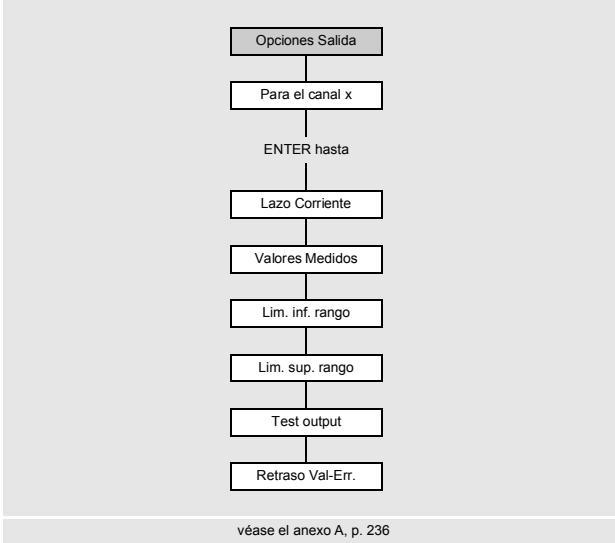 Opciones Salida
Para el canal x
ENTER hasta
Lazo Corriente
Valores Medidos
Lim. inf. rango
Lim. sup. rango
Test output
Retraso Val-Err.
véase el anexo A, p. 236